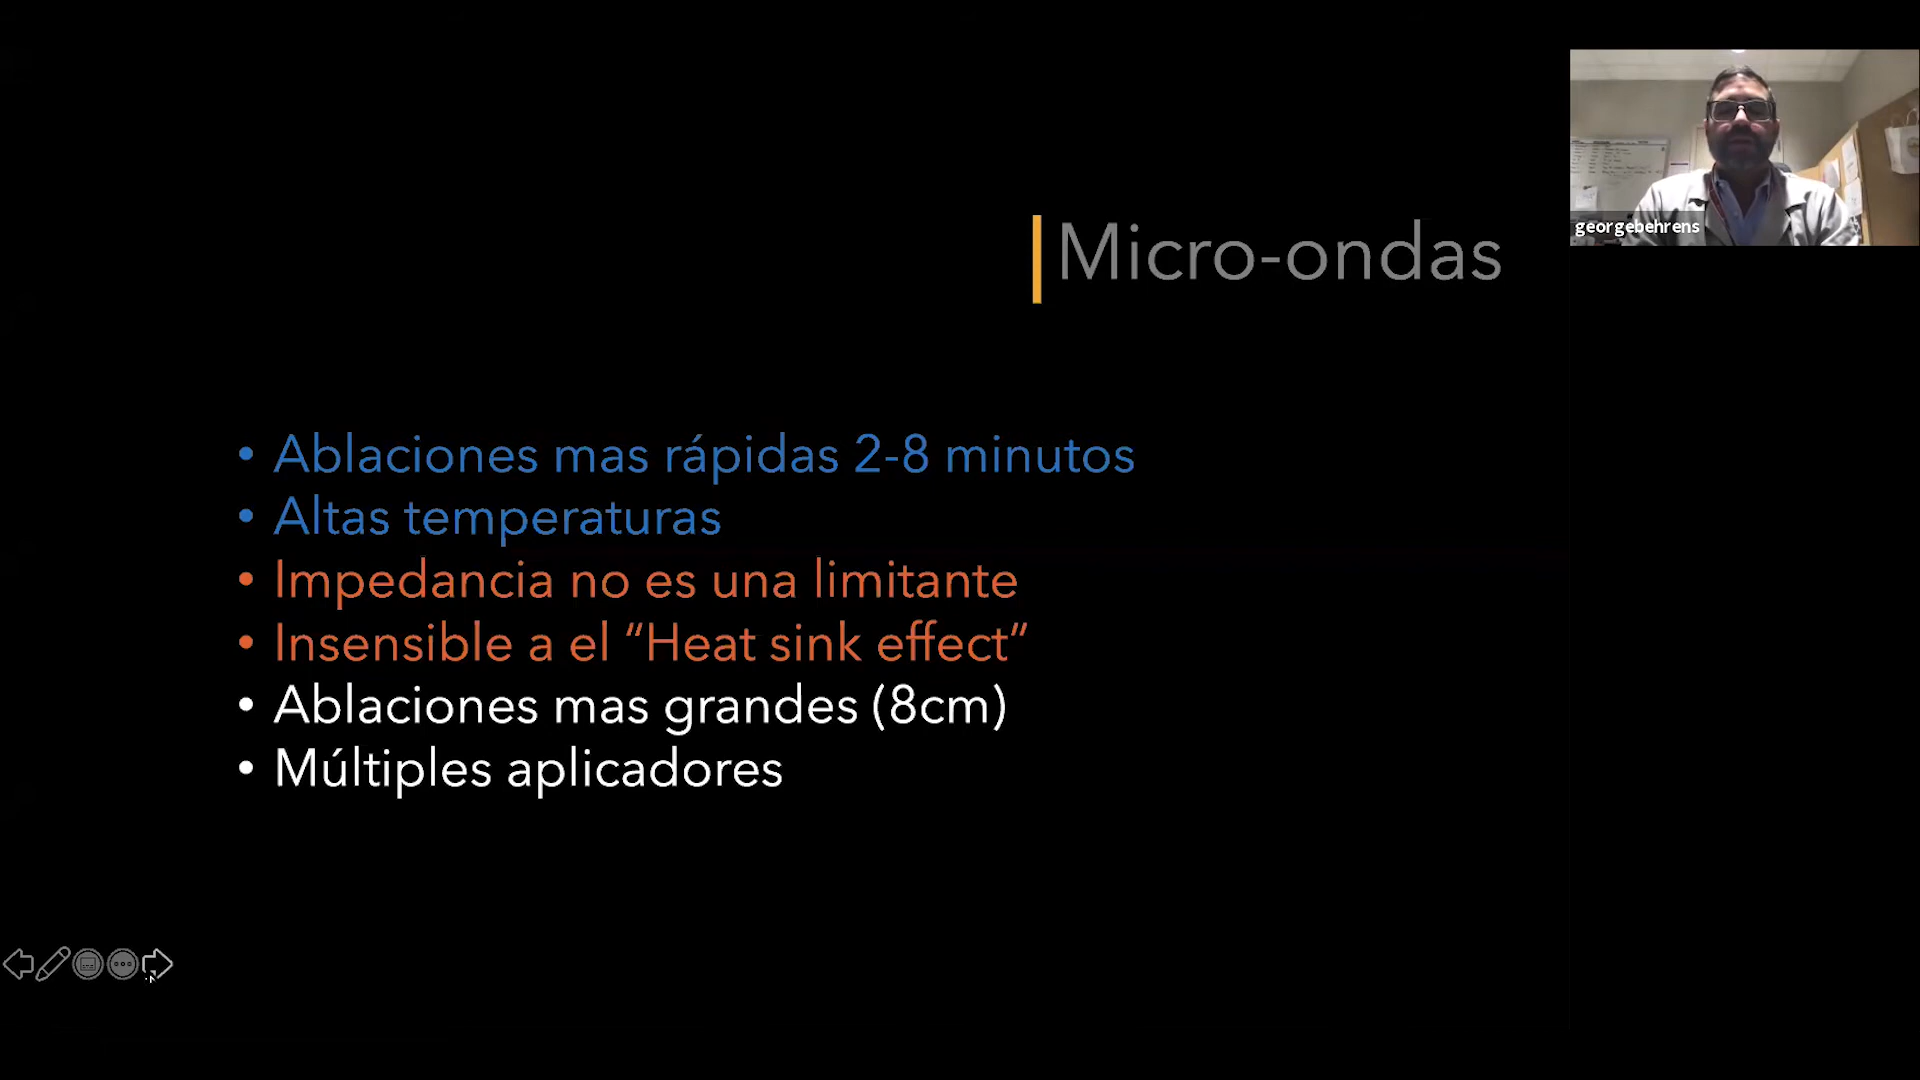 georgebehrens
Micro-ondas
• Ablaciones mas rápidas 2-8 minutos
• Altas temperaturas
• Impedancia no es una limitante
• Insensible a el “Heat sink effect”
• Ablaciones mas grandes (8cm)
• Múltiples aplicadores